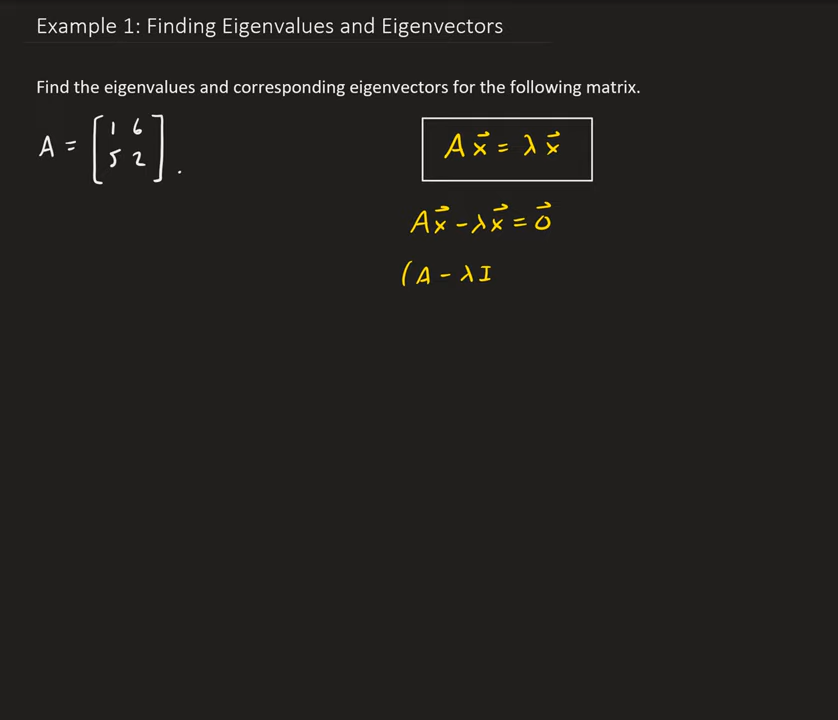 Example 1: Finding Eigenvalues and Eigenvectors
Find the eigenvalues and corresponding eigenvectors for the following matrix.
A = [1 6
5 2].
Ax⃗ = λx⃗
Ax⃗ - λx⃗ = 0⃗
(A - λI